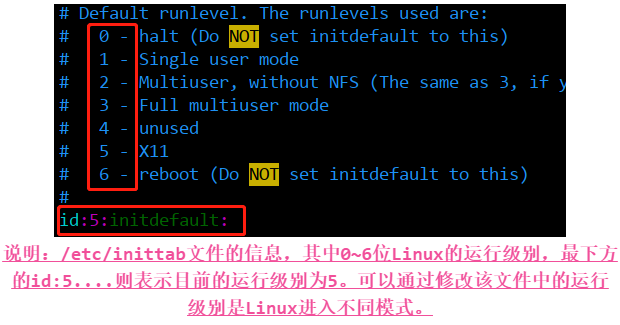 # Default runlevel. The runlevels used are:
#   0 - halt (Do NOT set initdefault to this)
#   1 - Single user mode
#   2 - Multiuser, without NFS (The same as 3, if y
#   3 - Full multiuser mode
#   4 - unused
#   5 - X11
#   6 - reboot (Do NOT set initdefault to this)
#
id:5:initdefault:
说明：/etc/inittab文件的信息，其中0~6位Linux的运行级别，最下方
的id:5....则表示目前的运行级别为5。可以通过修改该文件中的运行
级别是Linux进入不同模式。